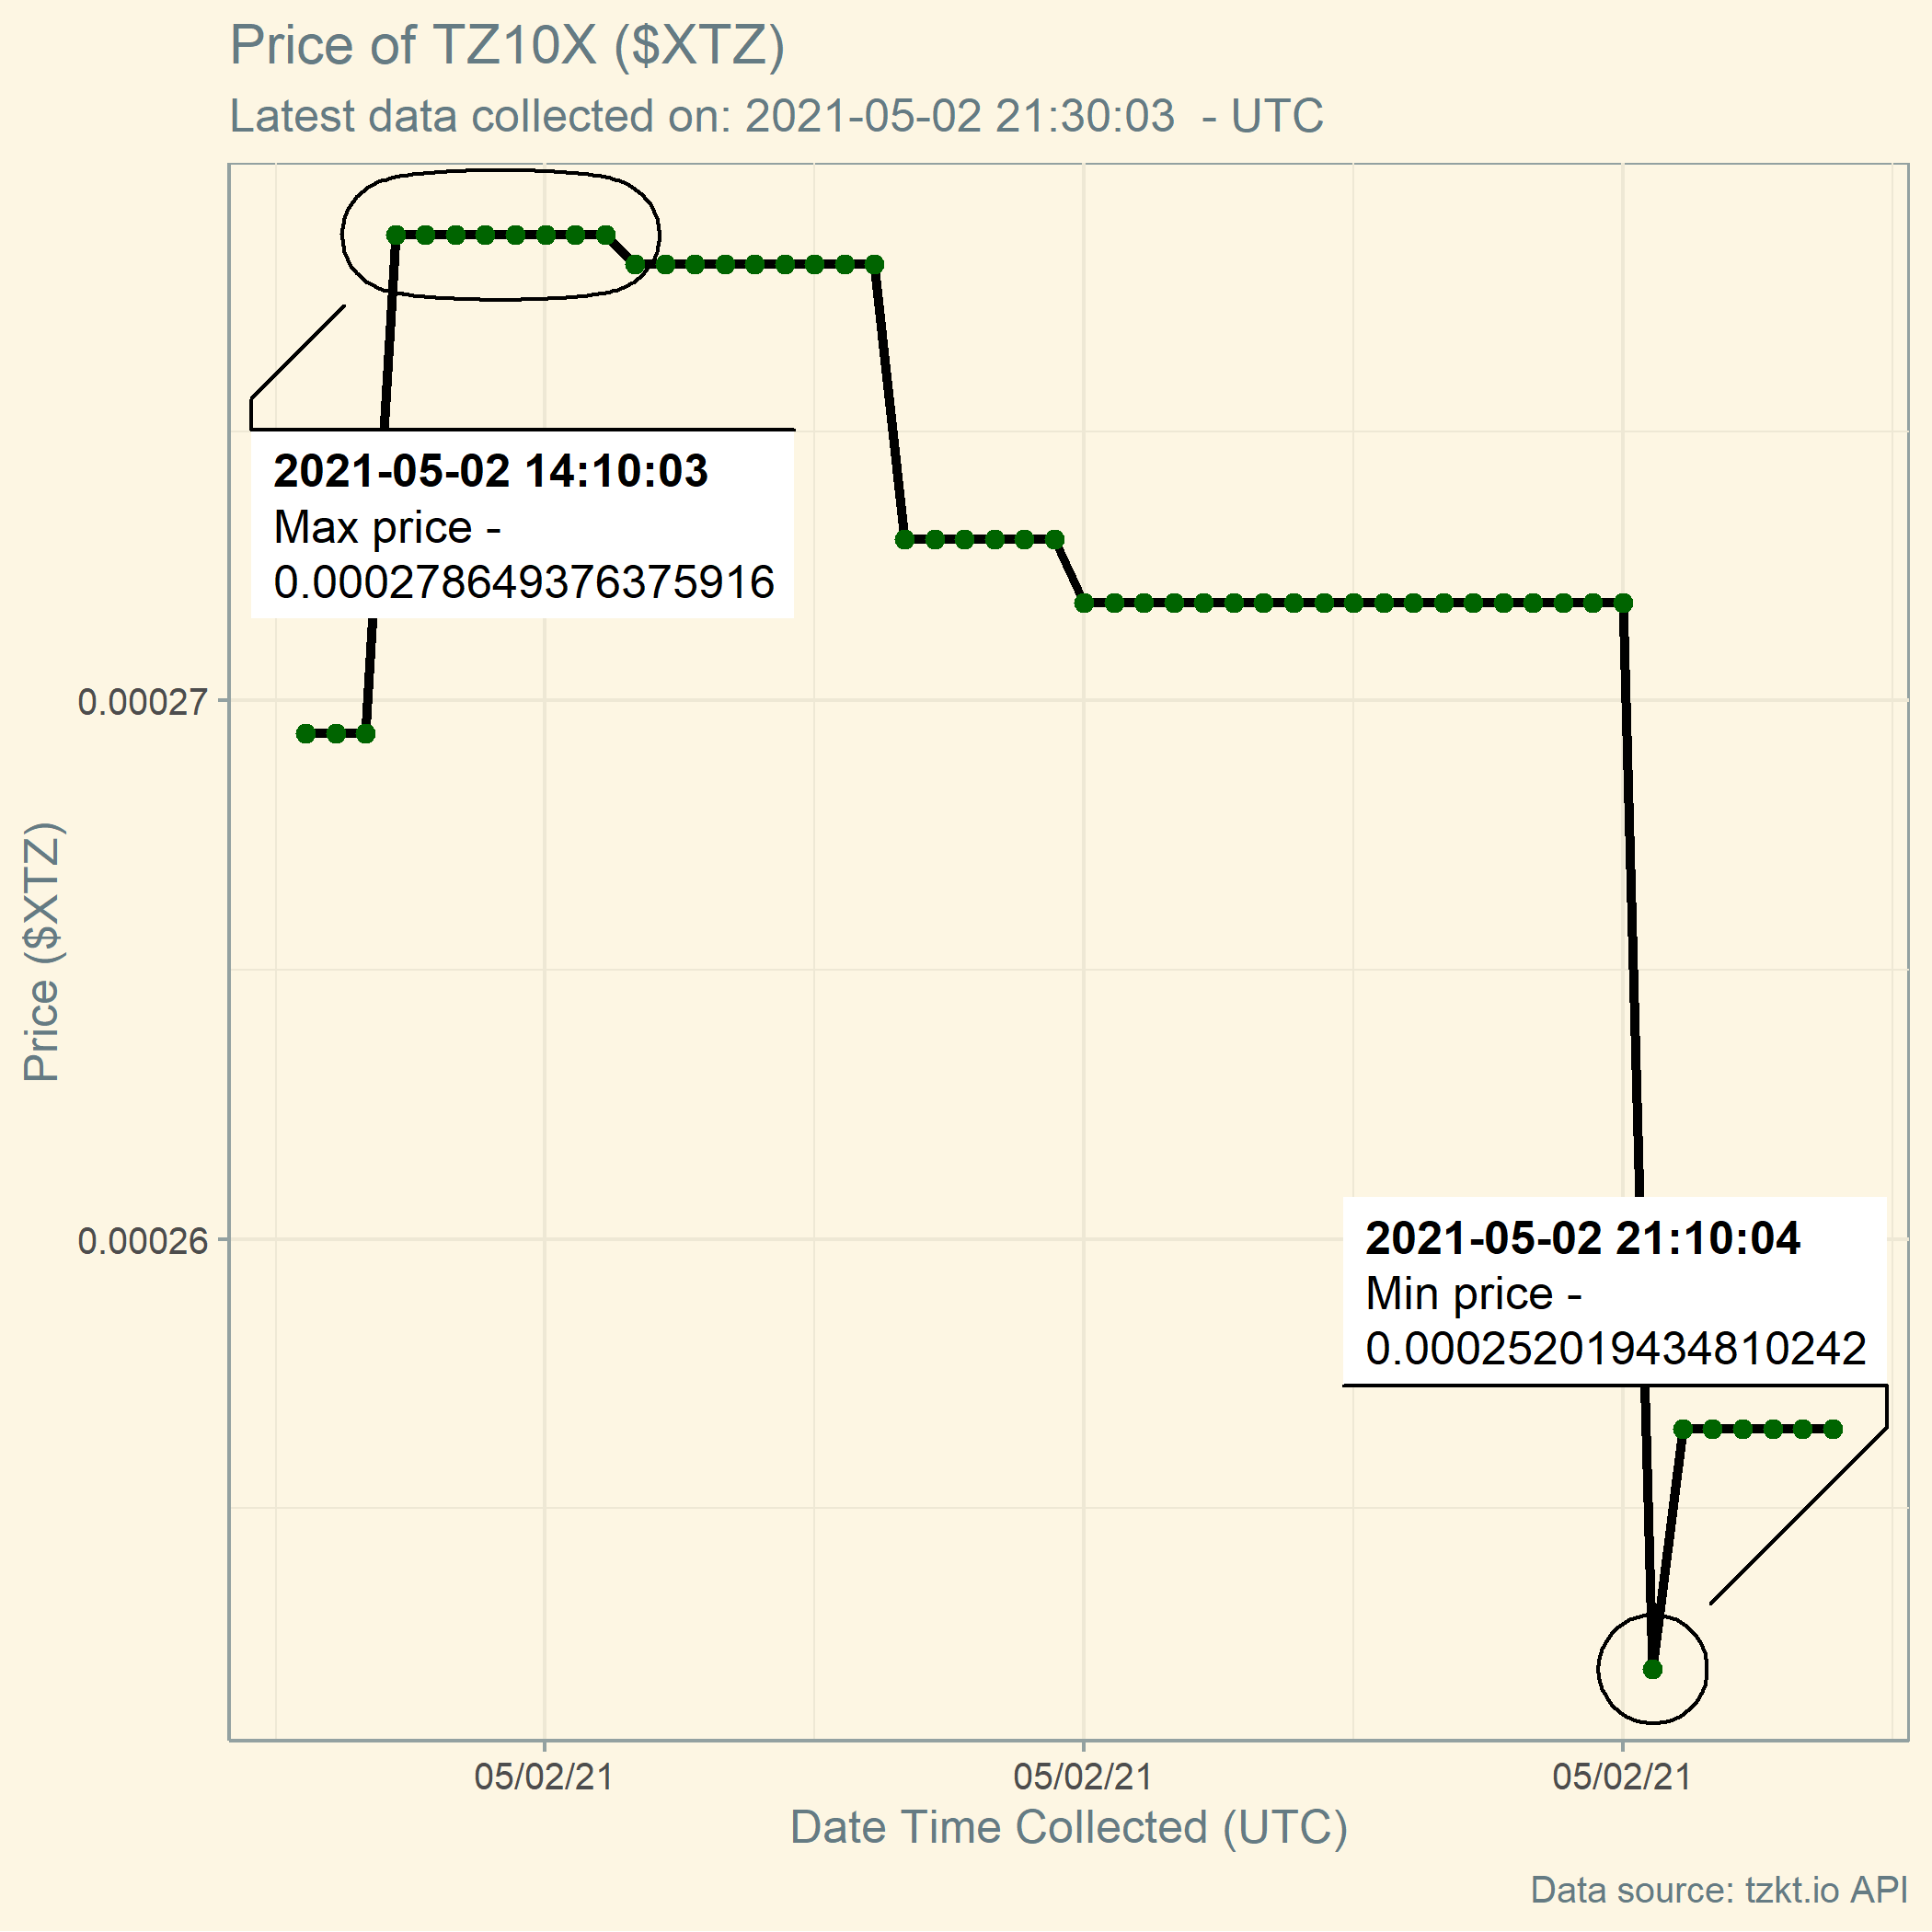 Price of TZ10X ($XTZ)
Latest data collected on: 2021-05-02 21:30:03  - UTC
2021-05-02 14:10:03
Max price -
0.000278649376375916
0.00027
Price ($XTZ)
0.00026
2021-05-02 21:10:04
Min price -
0.000252019434810242
05/02/21
05/02/21
05/02/21
Date Time Collected (UTC)
Data source: tzkt.io API